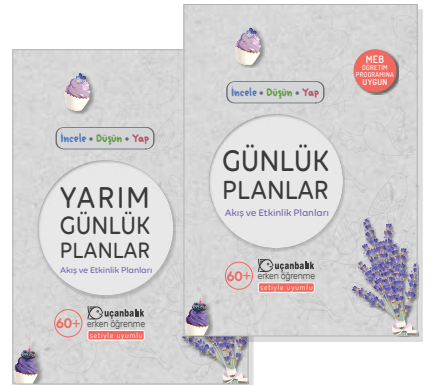 İncele • Düşün • Yap
YARIM
GÜNLÜK
PLANLAR
Akış ve Etkinlik Planları
60+
uçanbalık
erken öğrenme
setiyle uyumlu
MEB
ÖĞRETİM
PROGRAMINA
UYGUN
İncele • Düşün • Yap
GÜNLÜK
PLANLAR
Akış ve Etkinlik Planları
60+
uçanbalık
erken öğrenme
setiyle uyumlu